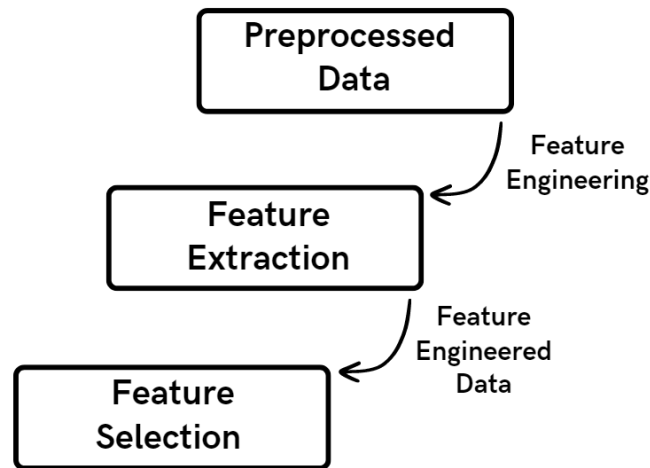 Preprocessed
Data
Feature
Engineering
Feature
Extraction
Feature
Engineered
Data
Feature
Selection